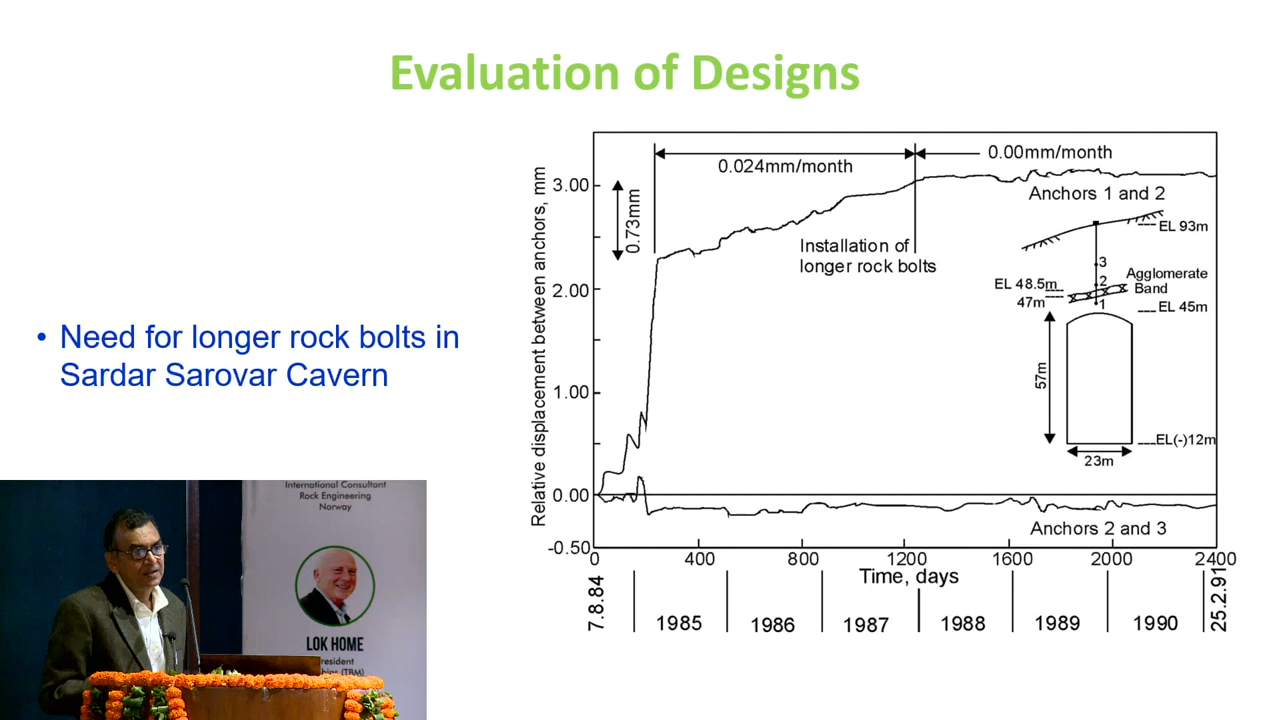 Evaluation of Designs
• Need for longer rock bolts in
Sardar Sarovar Cavern
Relative displacement between anchors, mm
3.00
2.00
1.00
0.00
-0.50
0.73mm
0.024mm/month
0.00mm/month
Anchors 1 and 2
Installation of
longer rock bolts
EL 93m
3
2
1
Agglomerate
Band
EL 48.5m
47m
EL 45m
57m
EL(-)12m
23m
Anchors 2 and 3
0
400
800
1200
1600
2000
2400
Time, days
7.8.84
1985
1986
1987
1988
1989
1990
25.2.91
International Consultant
Rock Engineering
Norway
LOK HOME
resident
(TBM)